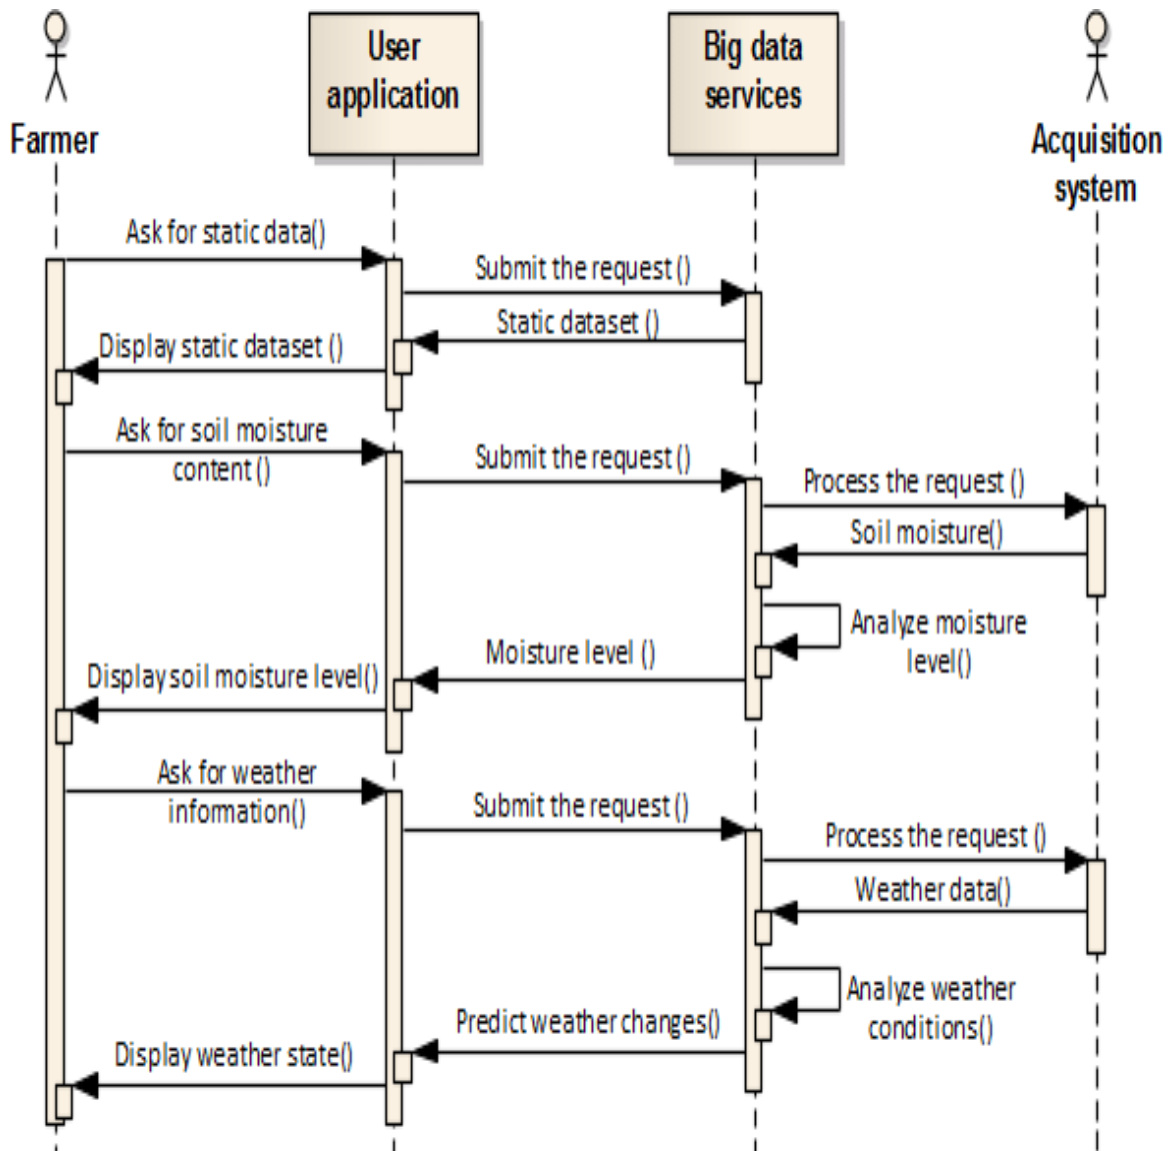 User
application
Big data
services
Farmer
Acquisition
system
Ask for static data()
Submit the request ()
Static dataset ()
Display static dataset ()
Ask for soil moisture
content ()
Submit the request ()
Process the request ()
Soil moisture()
Analyze moisture
level()
Moisture level ()
Display soil moisture level()
Ask for weather
information()
Submit the request ()
Process the request ()
Weather data()
Analyze weather
conditions()
Predict weather changes()
Display weather state()